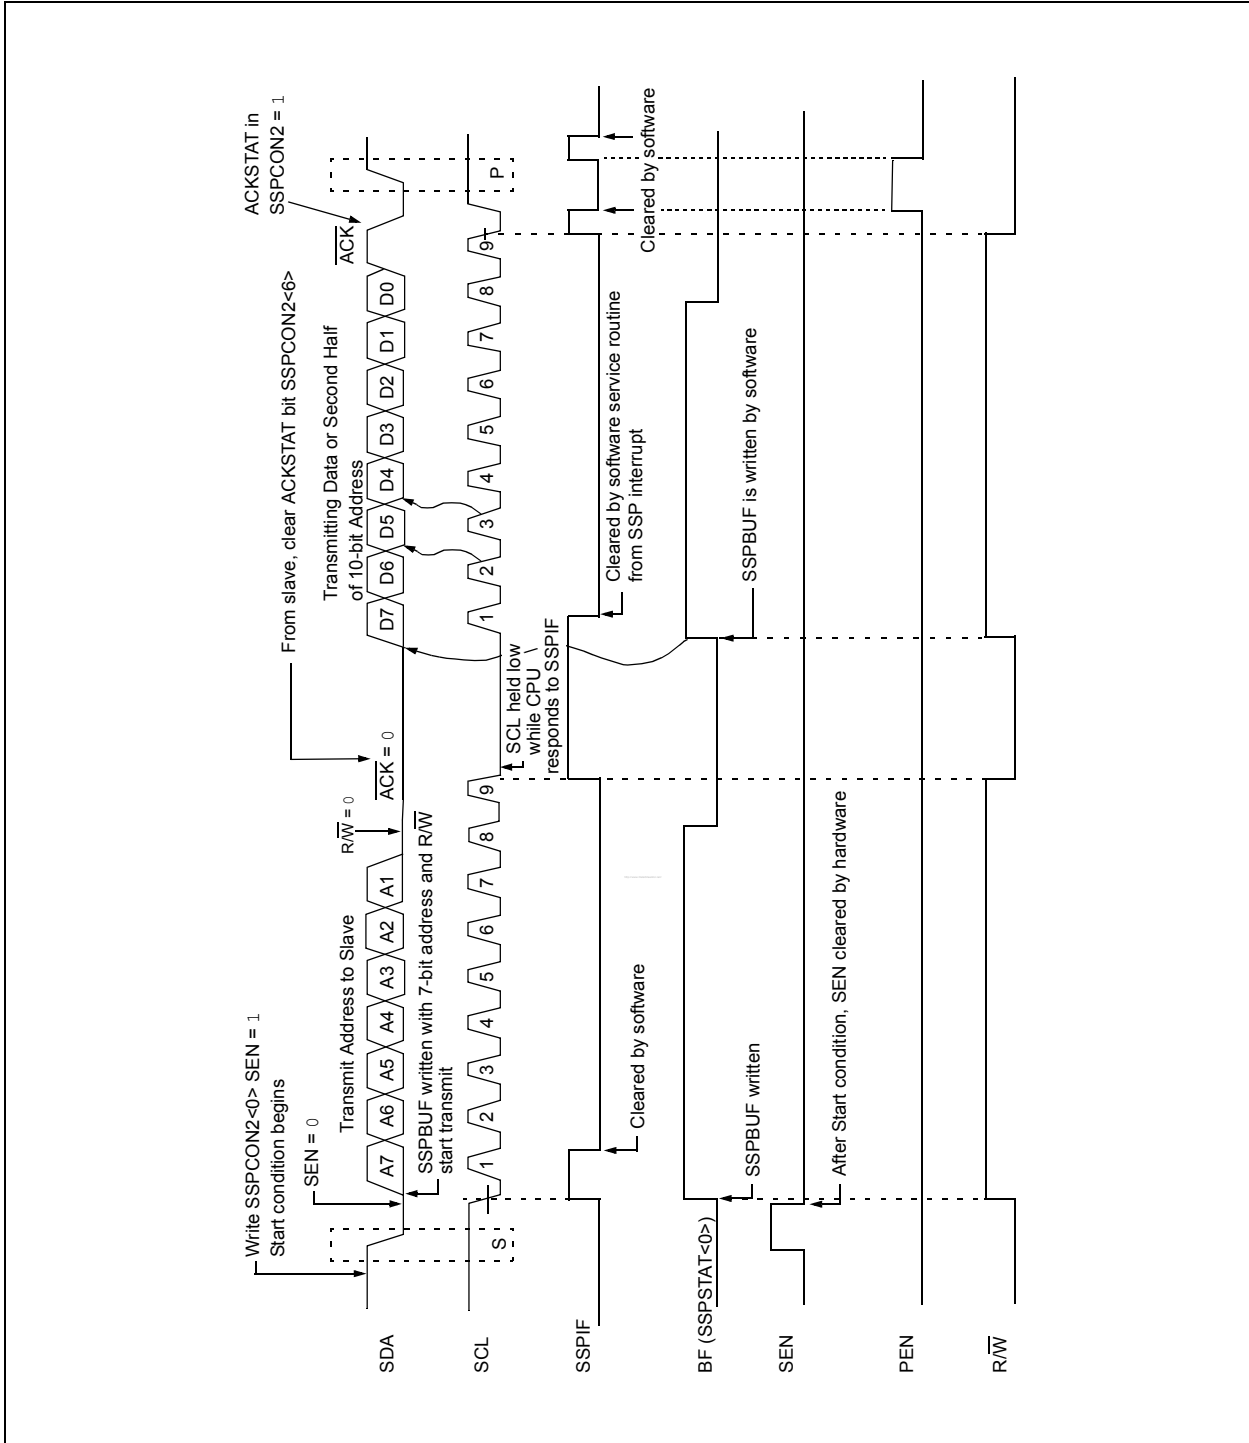 Write SSPCON2<0> SEN = 1
Start condition begins
SEN = 0
Transmit Address to Slave
R/W = 0
From slave, clear ACKSTAT bit SSPCON2<6>
ACK = 0
Transmitting Data or Second Half
of 10-bit Address
ACKSTAT in
SSPCON2 = 1
ACK
SDA
A7 A6 A5 A4 A3 A2 A1
D7 D6 D5 D4 D3 D2 D1 D0
SSPBUF written with 7-bit address and R/W
start transmit
SCL
S
1 2 3 4 5 6 7 8 9
1 2 3 4 5 6 7 8 9
P
SCL held low
while CPU
responds to SSPIF
SSPIF
Cleared by software
Cleared by software service routine
from SSP interrupt
Cleared by software
BF (SSPSTAT<0>)
SSPBUF written
SSPBUF is written by software
SEN
After Start condition, SEN cleared by hardware
PEN
R/W